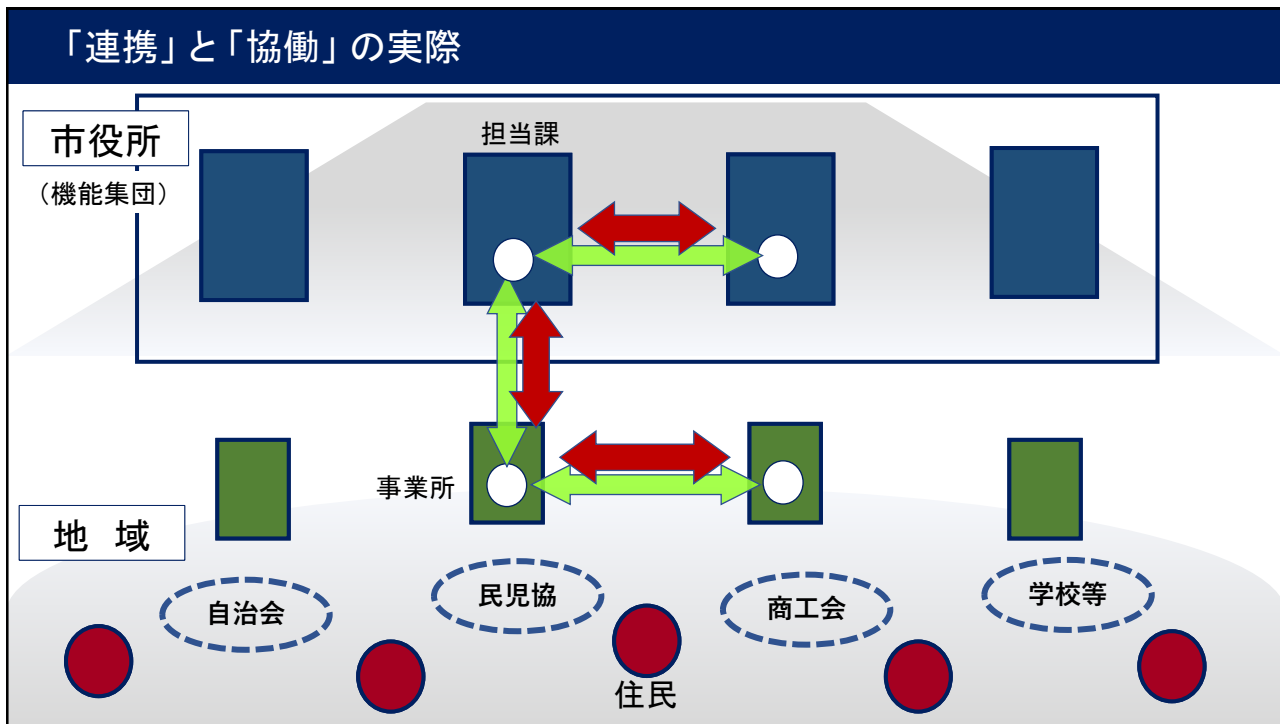 「連携」と「協働」の実際
市役所
（機能集団）
担当課
事業所
地　域
自治会
民児協
商工会
学校等
住民